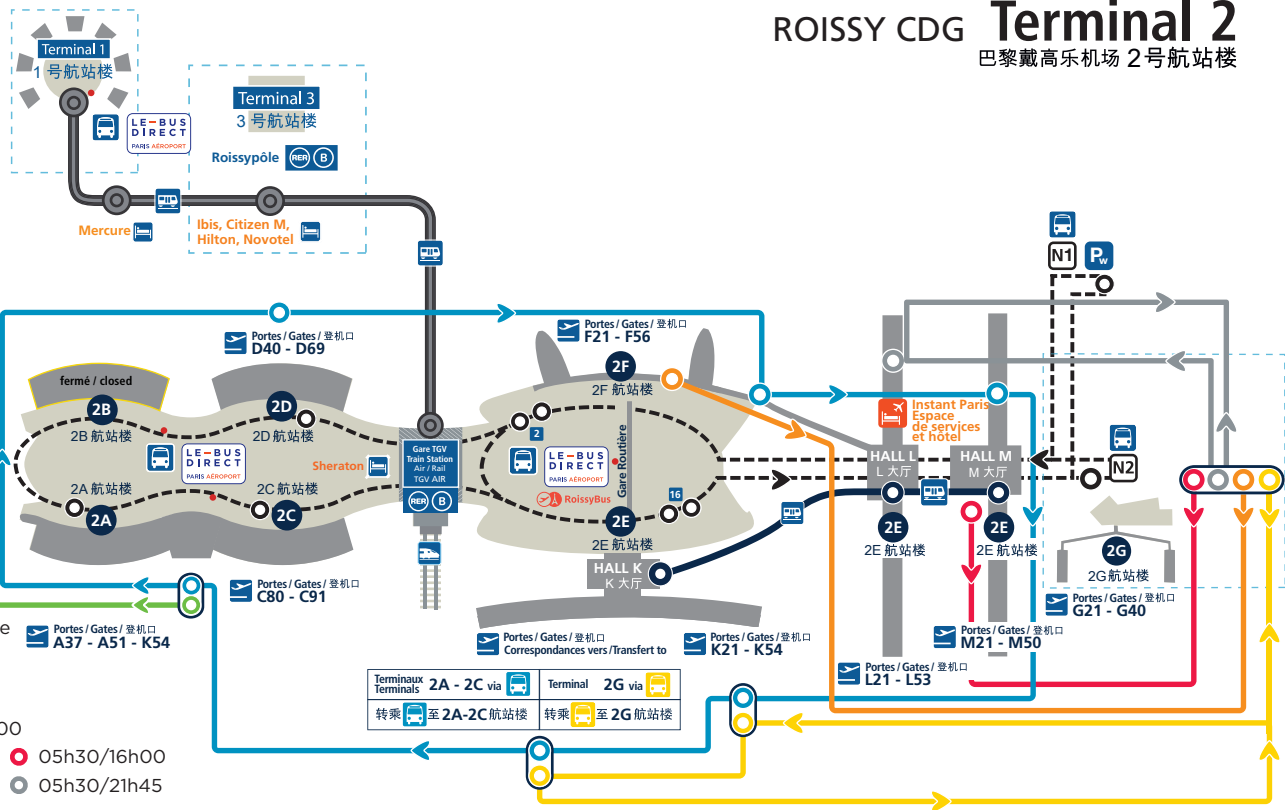 ROISSY CDG Terminal 2
巴黎戴高乐机场 2号航站楼
Terminal 1
1 号航站楼
LE-BUS
DIRECT
PARIS AÉROPORT
Terminal 3
3 号航站楼
Roissypôle RER B
Mercure
Ibis, Citizen M,
Hilton, Novotel
N1 Pw
Portes / Gates / 登机口
D40 - D69
Portes / Gates / 登机口
F21 - F56
fermé / closed
2B
2B 航站楼
2D
2D 航站楼
2F
2F 航站楼
2
LE-BUS
DIRECT
PARIS AÉROPORT
Sheraton
Gare TGV
Train Station
Air / Rail
TGV AIR
RER B
LE-BUS
DIRECT
PARIS AÉROPORT
RoissyBus
Gare Routière
16
Instant Paris
Espace
de services
et hôtel
HALL L
L 大厅
HALL M
M 大厅
N2
2A 航站楼
2A
2C 航站楼
2C
2E
2E 航站楼
2E
2E 航站楼
2E
2E 航站楼
2G
2G航站楼
HALL K
K 大厅
Portes / Gates / 登机口
C80 - C91
Portes / Gates / 登机口
G21 - G40
e
Portes / Gates / 登机口
A37 - A51 - K54
Portes / Gates / 登机口
Correspondances vers /Transfert to
Portes / Gates / 登机口
K21 - K54
Portes / Gates / 登机口
M21 - M50
Portes / Gates / 登机口
L21 - L53
Terminaux
Terminals 2A - 2C via
Terminal 2G via
转乘 至 2A-2C 航站楼
转乘 至 2G 航站楼
00
05h30/16h00
05h30/21h45